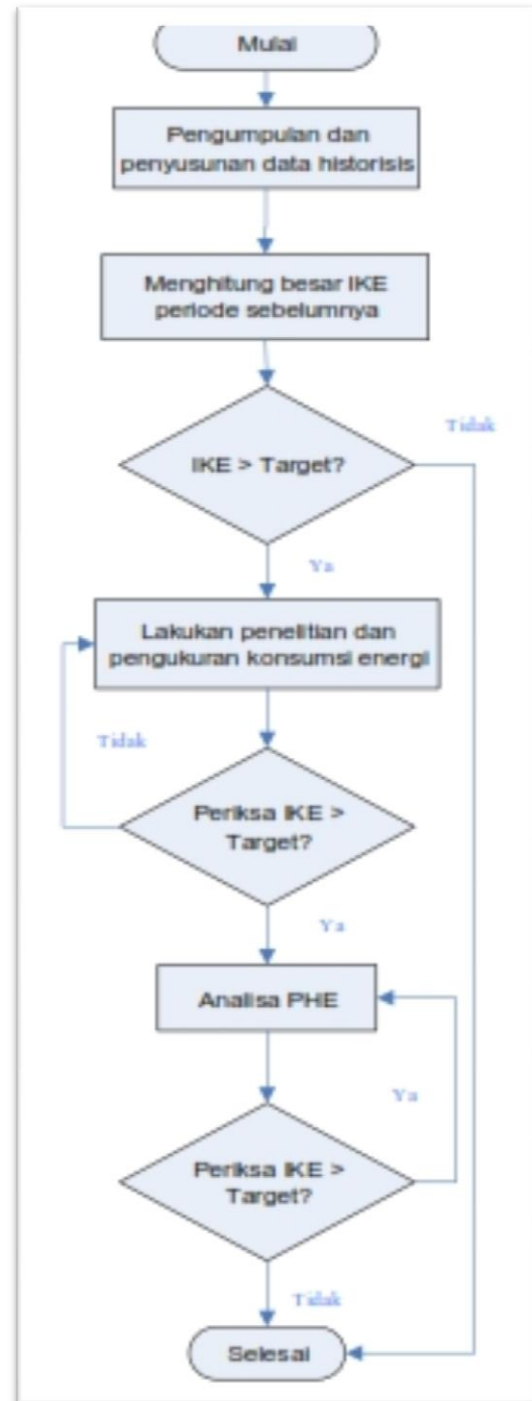 Mulai
Pengumpulan dan
penyusunan data historisis
Menghitung besar IKE
periode sebelumnya
IKE > Target?
Tidak
Ya
Lakukan penelitian dan
pengukuran konsumsi energi
Tidak
Periksa IKE >
Target?
Ya
Analisa PHE
Ya
Periksa IKE >
Target?
Tidak
Selesai